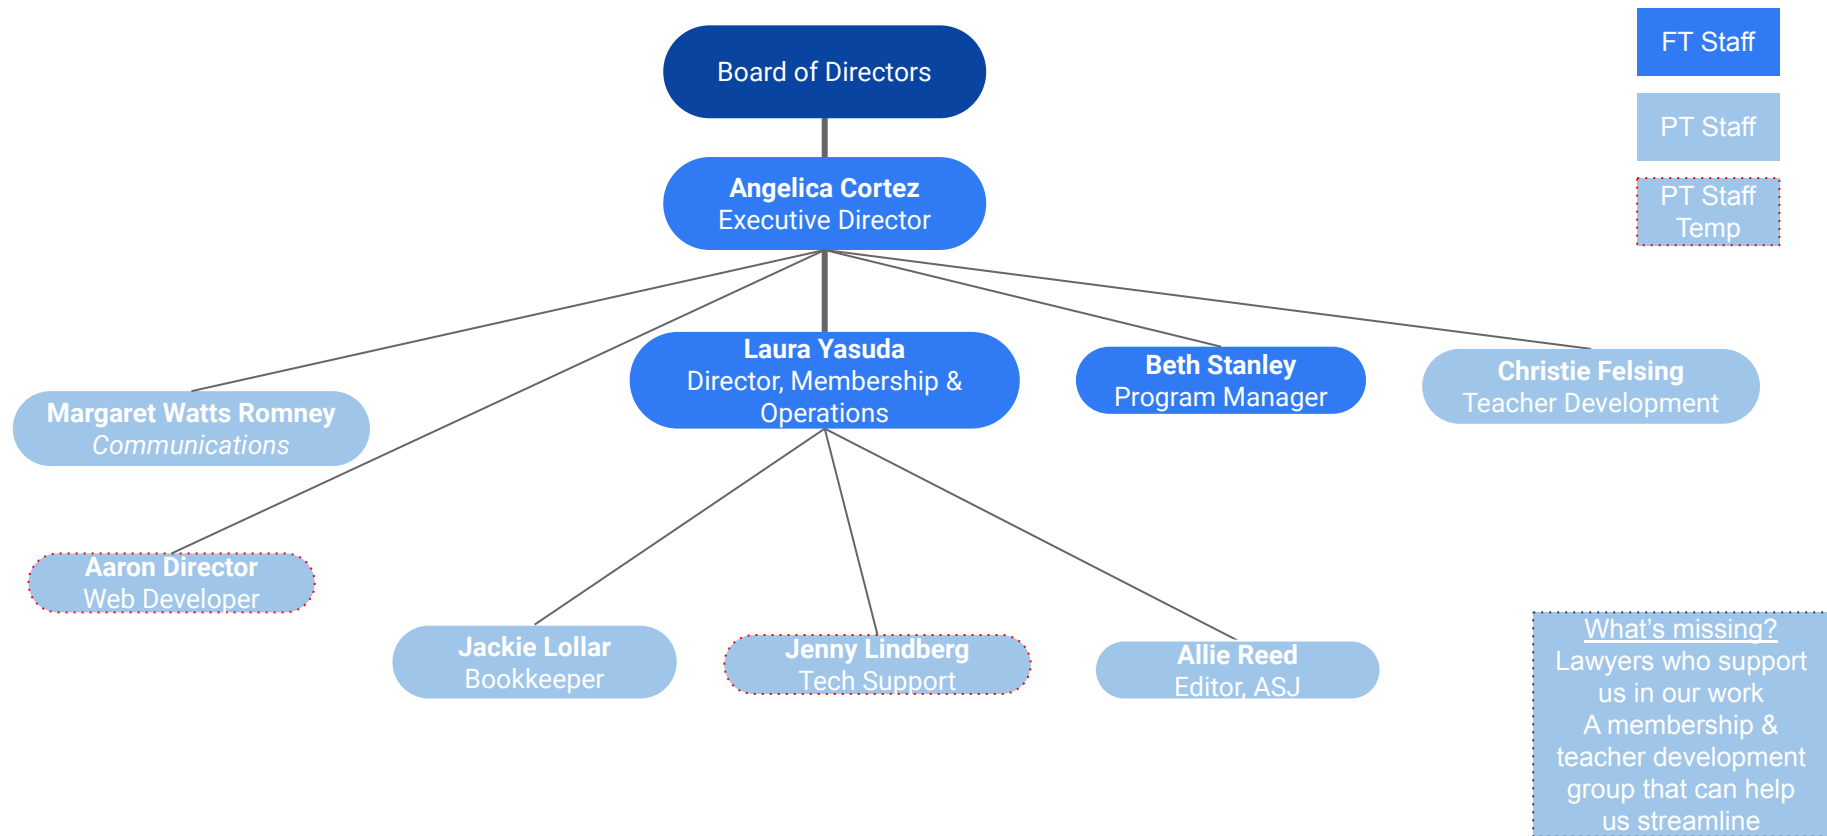 Board of Directors
FT Staff
PT Staff
PT Staff
Temp
Angelica Cortez
Executive Director
Laura Yasuda
Director, Membership &
Operations
Beth Stanley
Program Manager
Christie Felsing
Teacher Development
Margaret Watts Romney
Communications
Aaron Director
Web Developer
Jackie Lollar
Bookkeeper
Jenny Lindberg
Tech Support
Allie Reed
Editor, ASJ
What's missing?
Lawyers who support
us in our work
A membership &
teacher development
group that can help
us streamline